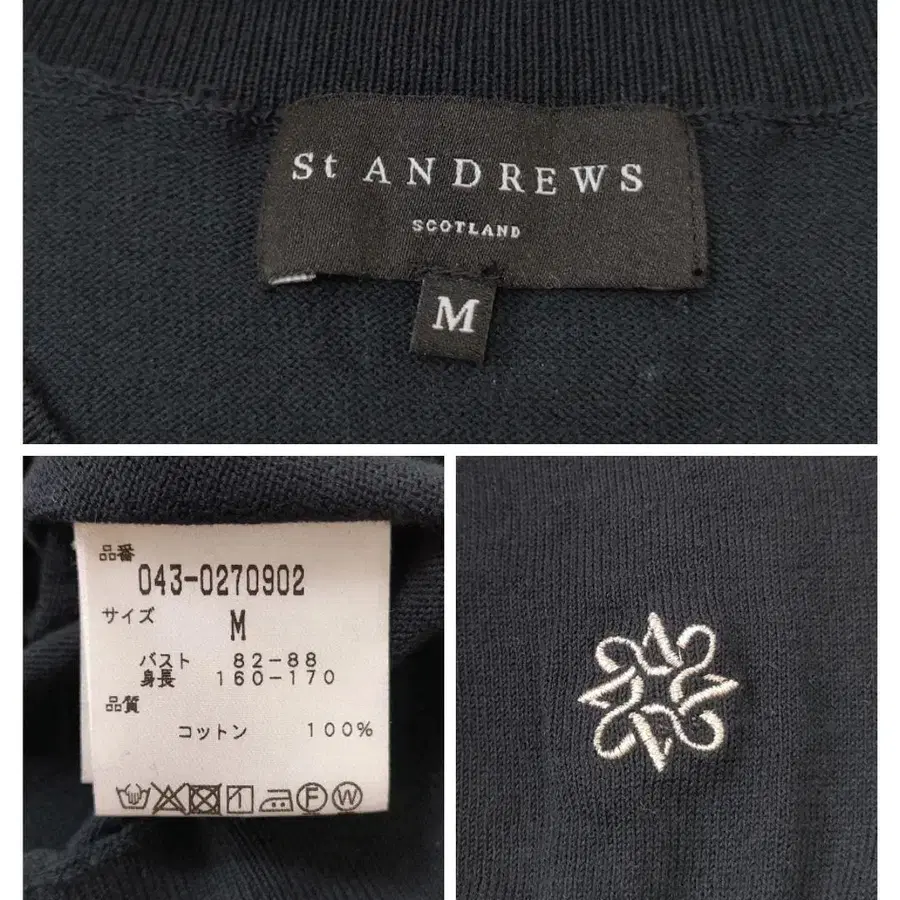 St ANDREWS
SCOTLAND
M
品番
043-0270902
サイズ
M
バスト 82-88
身長 160-170
品質
コットン 100%
1 F W